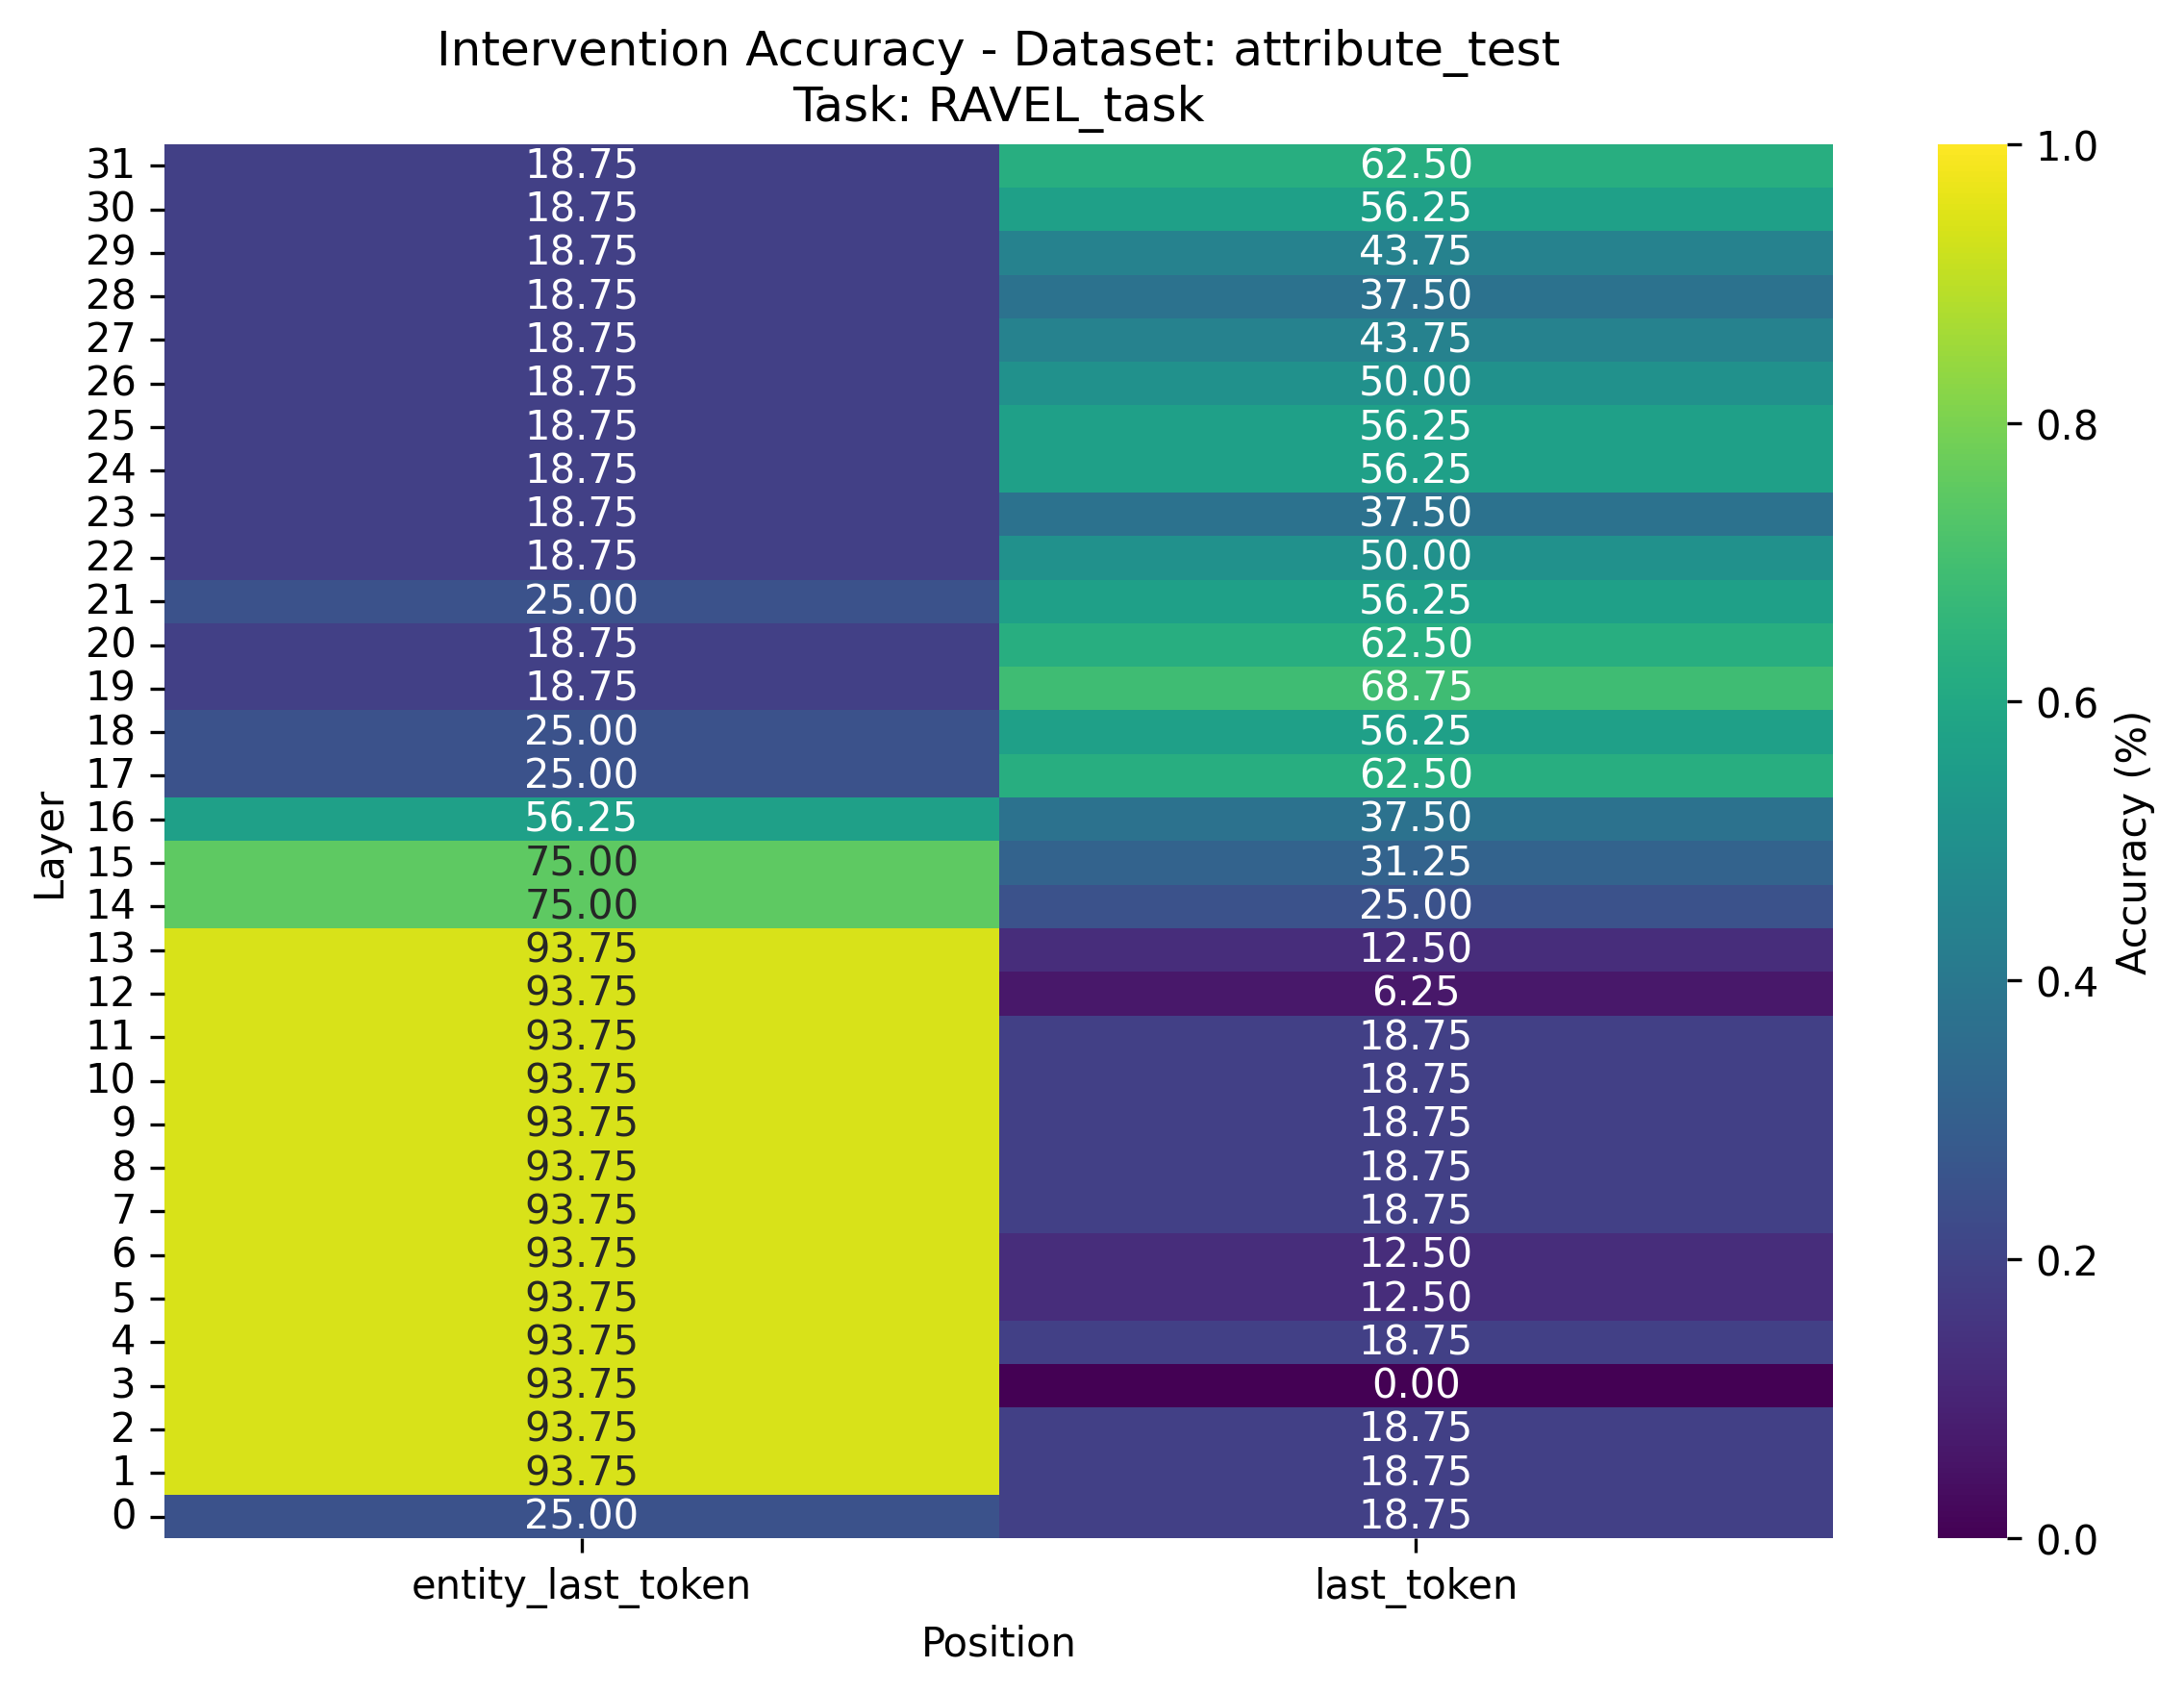 Intervention Accuracy - Dataset: attribute_test
Task: RAVEL_task
31 18.75 62.50
30 18.75 56.25
29 18.75 43.75
28 18.75 37.50
27 18.75 43.75
26 18.75 50.00
25 18.75 56.25
24 18.75 56.25
23 18.75 37.50
22 18.75 50.00
21 25.00 56.25
20 18.75 62.50
19 18.75 68.75
18 25.00 56.25
17 25.00 62.50
16 56.25 37.50
15 75.00 31.25
14 75.00 25.00
13 93.75 12.50
12 93.75 6.25
11 93.75 18.75
10 93.75 18.75
9 93.75 18.75
8 93.75 18.75
7 93.75 18.75
6 93.75 12.50
5 93.75 12.50
4 93.75 18.75
3 93.75 0.00
2 93.75 18.75
1 93.75 18.75
0 25.00 18.75
entity_last_token last_token
Position
Layer
1.0
0.8
0.6
0.4
0.2
0.0
Accuracy (%)